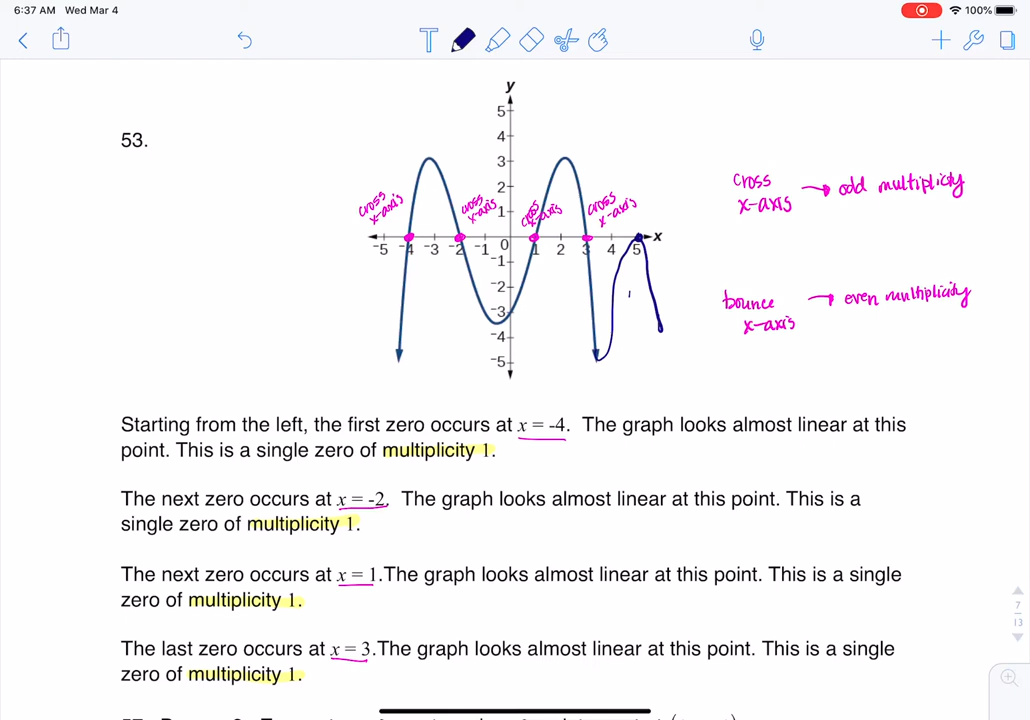 6:37 AM Wed Mar 4
100%
T
53.
y
5
4
3
2
1
-5 -4 -3 -2 -1 0 1 2 3 4 5 x
-1
-2
-3
-4
-5
cross
x-axis
cross
x-axis
cross
x-axis
cross
x-axis
cross
x-axis → odd multiplicity
bounce
x-axis → even multiplicity
Starting from the left, the first zero occurs at x = -4. The graph looks almost linear at this
point. This is a single zero of multiplicity 1.
The next zero occurs at x = -2. The graph looks almost linear at this point. This is a
single zero of multiplicity 1.
The next zero occurs at x = 1.The graph looks almost linear at this point. This is a single
zero of multiplicity 1.
The last zero occurs at x = 3.The graph looks almost linear at this point. This is a single
zero of multiplicity 1.
7
13